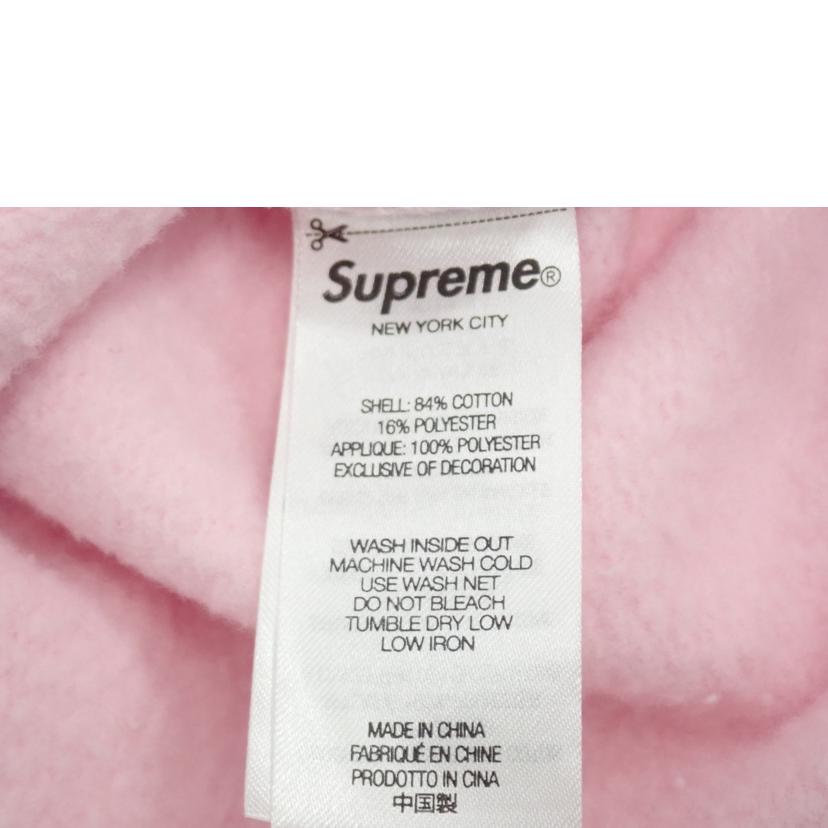 Supreme®
NEW YORK CITY
SHELL: 84% COTTON
16% POLYESTER
APPLIQUE: 100% POLYESTER
EXCLUSIVE OF DECORATION
WASH INSIDE OUT
MACHINE WASH COLD
USE WASH NET
DO NOT BLEACH
TUMBLE DRY LOW
LOW IRON
MADE IN CHINA
FABRIQUÉ EN CHINE
PRODOTTO IN CINA
中国製